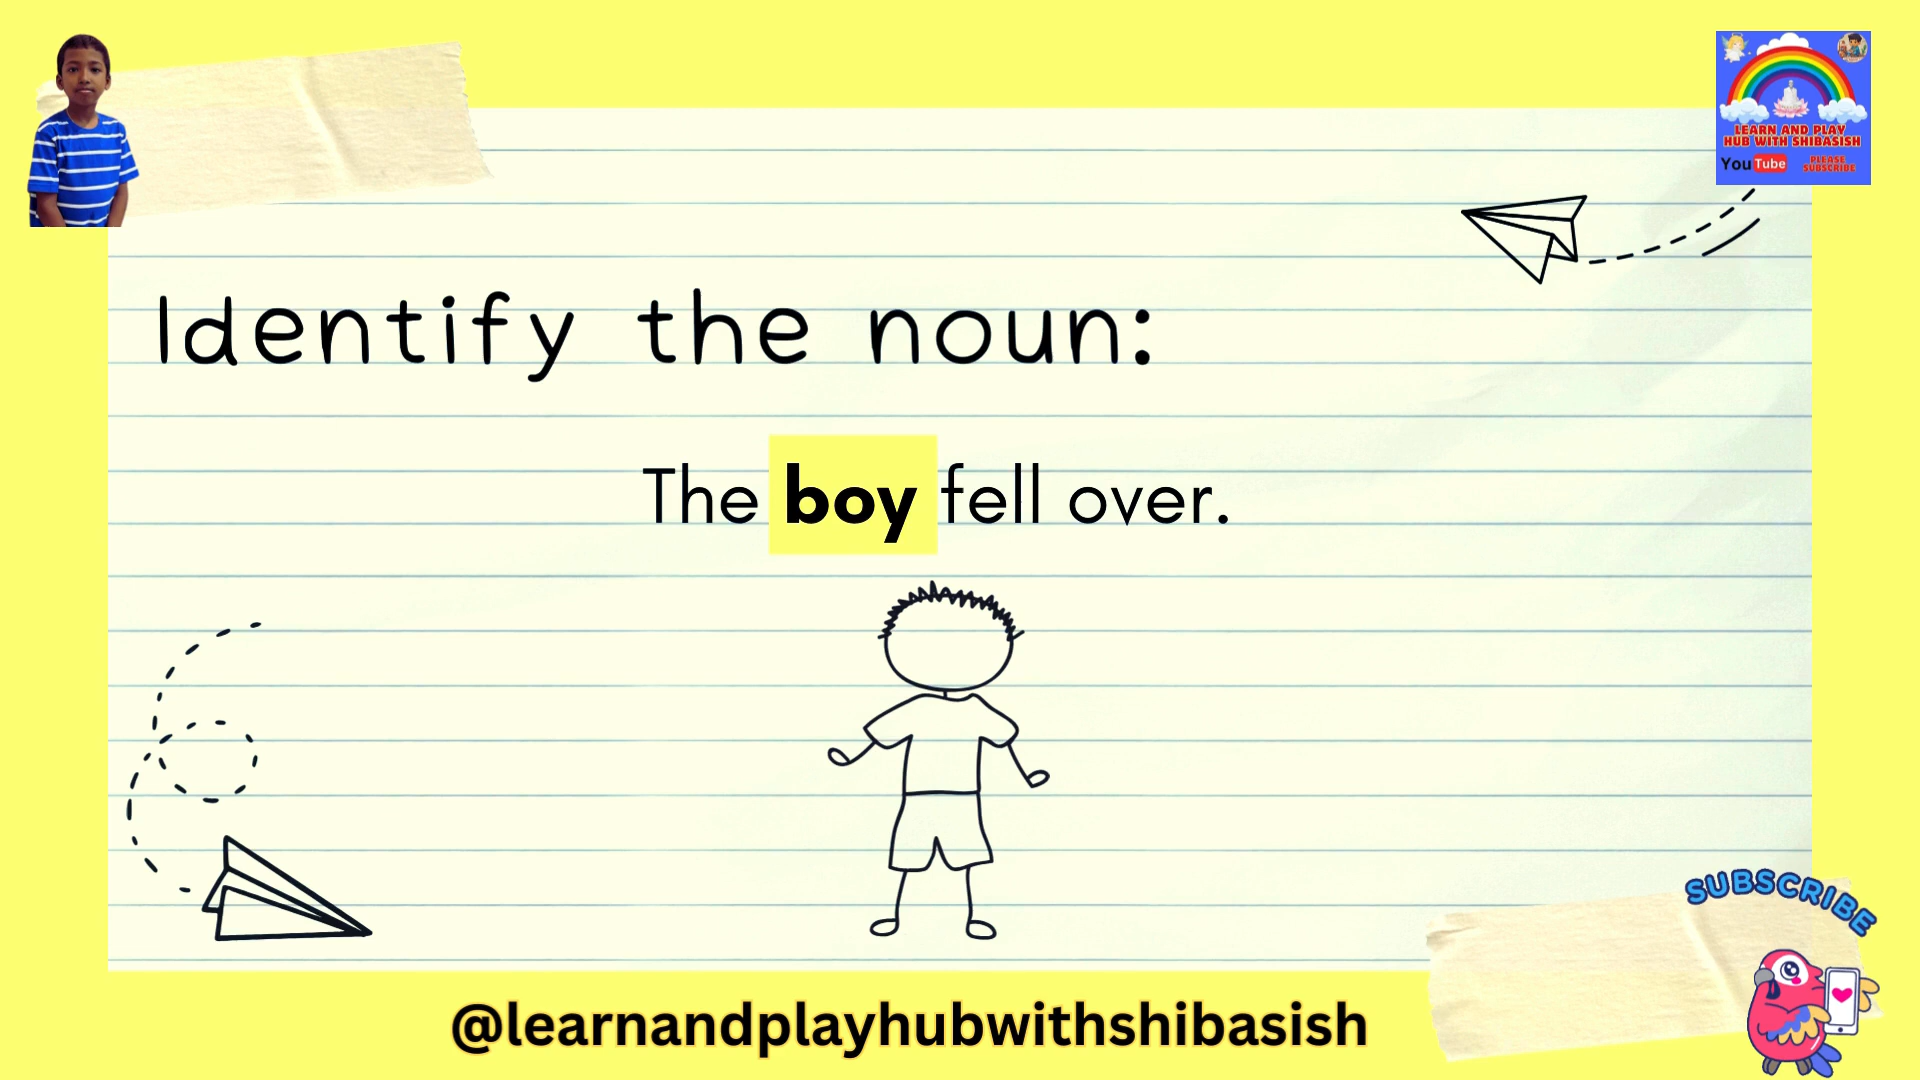 LEARN AND PLAY
HUB WITH SHIBASISH
YouTube PLEASE
SUBSCRIBE
Identify the noun:
The boy fell over.
SUBSCRIBE
@learnandplayhubwithshibasish